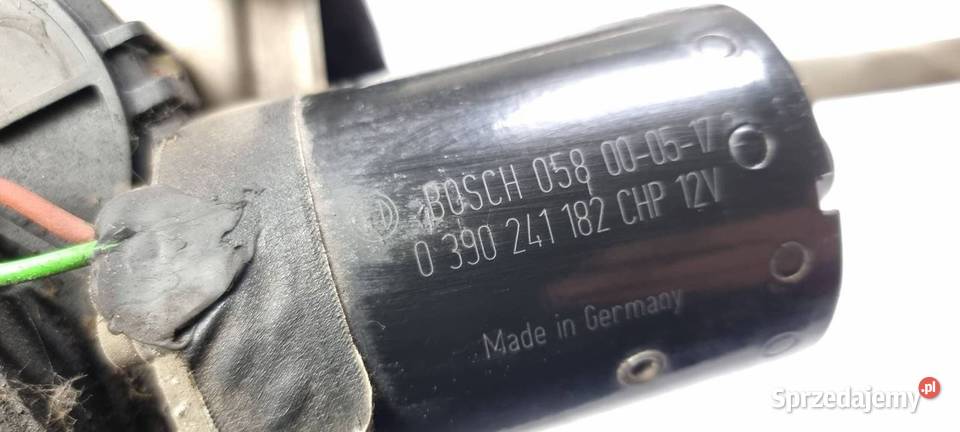 BOSCH 058 00-05-17
0 390 241 182 CHP 12V
Made in Germany
Sprzedajemy .pl